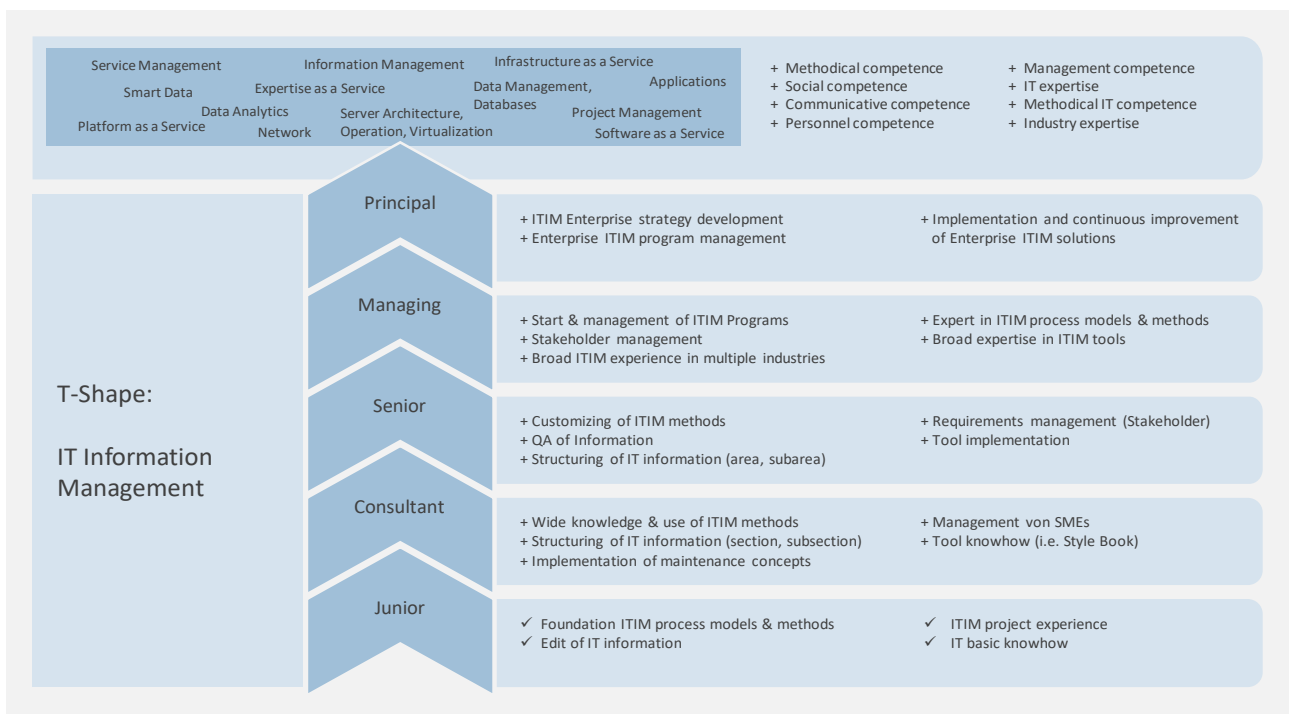 Service Management
Information Management
Infrastructure as a Service
Smart Data
Expertise as a Service
Data Management,
Databases
Applications
Data Analytics
Platform as a Service
Network
Server Architecture,
Operation, Virtualization
Project Management
Software as a Service
+ Methodical competence
+ Social competence
+ Communicative competence
+ Personnel competence
+ Management competence
+ IT expertise
+ Methodical IT competence
+ Industry expertise
T-Shape:
IT Information
Management
Principal
+ ITIM Enterprise strategy development
+ Enterprise ITIM program management
+ Implementation and continuous improvement
of Enterprise ITIM solutions
Managing
+ Start & management of ITIM Programs
+ Stakeholder management
+ Broad ITIM experience in multiple industries
+ Expert in ITIM process models & methods
+ Broad expertise in ITIM tools
Senior
+ Customizing of ITIM methods
+ QA of Information
+ Structuring of IT information (area, subarea)
+ Requirements management (Stakeholder)
+ Tool implementation
Consultant
+ Wide knowledge & use of ITIM methods
+ Structuring of IT information (section, subsection)
+ Implementation of maintenance concepts
+ Management von SMEs
+ Tool knowhow (i.e. Style Book)
Junior
✓ Foundation ITIM process models & methods
✓ Edit of IT information
✓ ITIM project experience
✓ IT basic knowhow